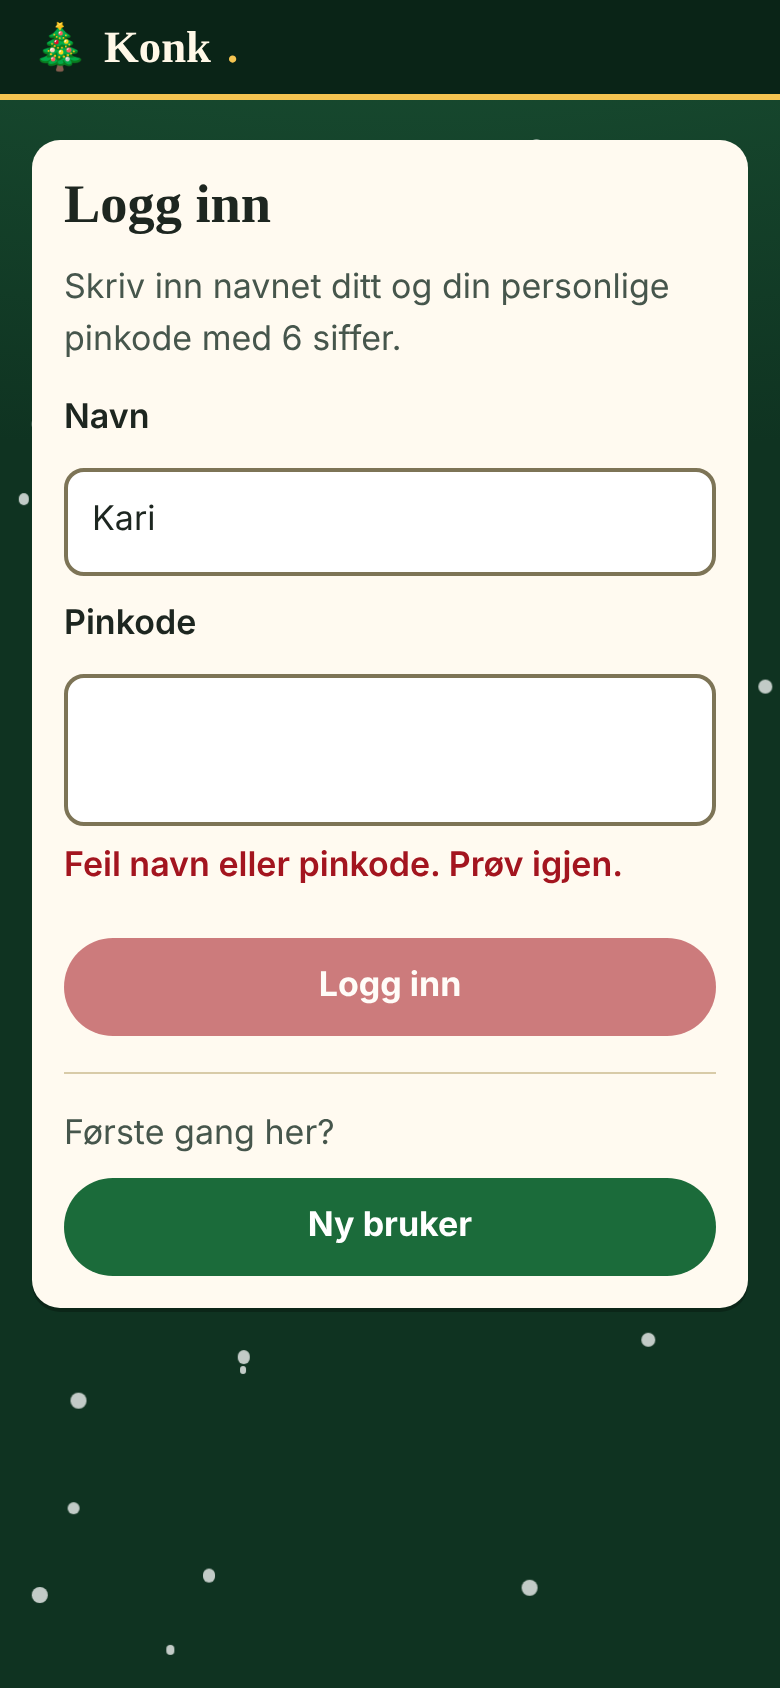 Konk .
Logg inn
Skriv inn navnet ditt og din personlige
pinkode med 6 siffer.
Navn
Kari
Pinkode
Feil navn eller pinkode. Prøv igjen.
Logg inn
Første gang her?
Ny bruker